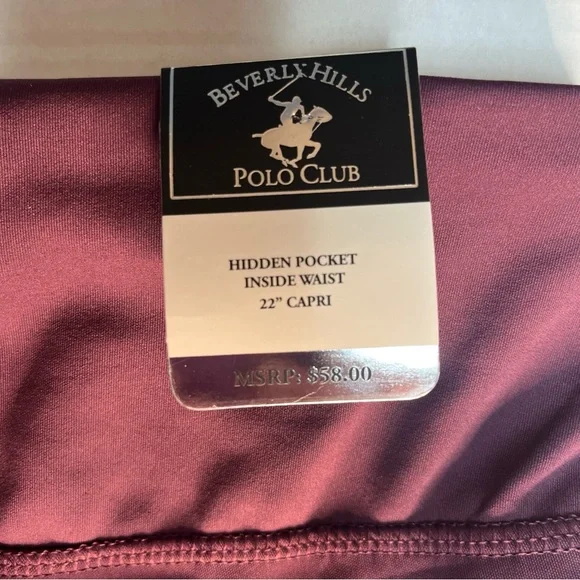 BEVERLY HILLS
POLO CLUB
HIDDEN POCKET
INSIDE WAIST
22” CAPRI
MSRP: $58.00